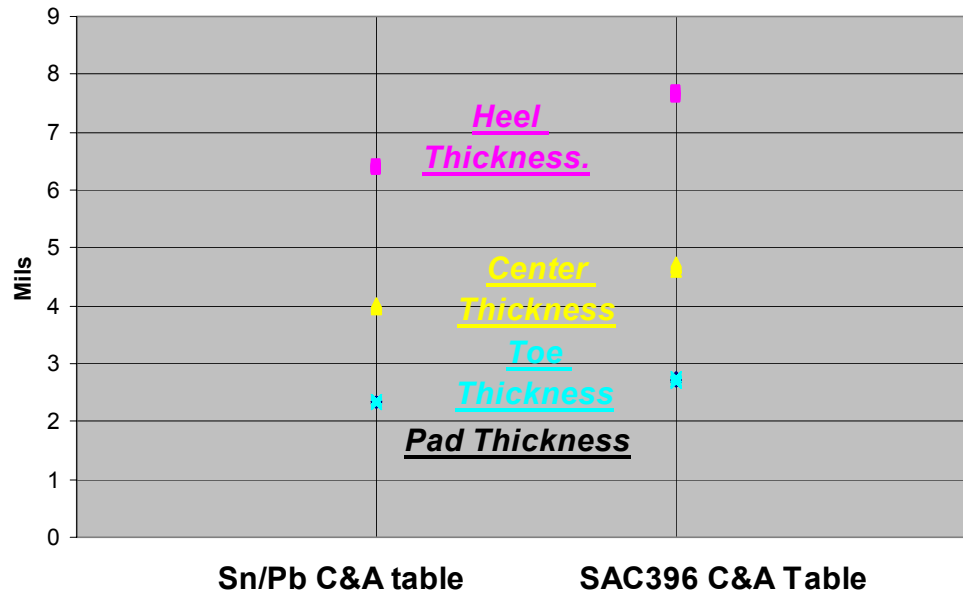 9
8
7
6
5
4
3
2
1
0
Mils
Heel
Thickness.
Center
Thickness
Toe
Thickness
Pad Thickness
Sn/Pb C&A table
SAC396 C&A Table